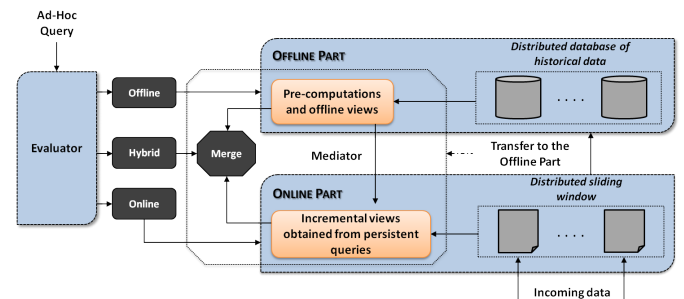 Ad-Hoc
Query
Evaluator
Offline
Hybrid
Online
Merge
OFFLINE PART
Pre-computations
and offline views
Distributed database of
historical data
. . . .
Mediator
Transfer to the
Offline Part
ONLINE PART
Incremental views
obtained from persistent
queries
Distributed sliding
window
. . . .
Incoming data